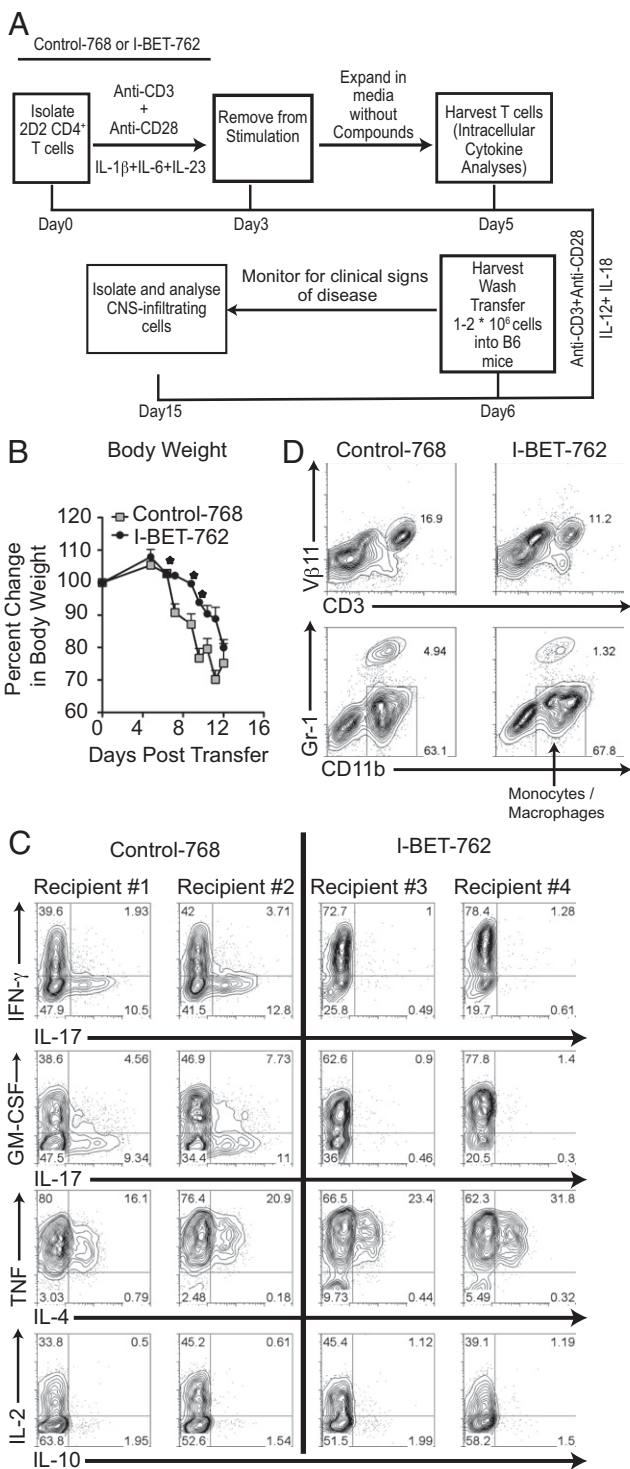 A
Control-768 or I-BET-762
Isolate
2D2 CD4+
T cells
Anti-CD3
+
Anti-CD28
IL-1β+IL-6+IL-23
Remove from
Stimulation
Expand in
media
without
Compounds
Harvest T cells
(Intracellular
Cytokine
Analyses)
Day0
Day3
Day5
Anti-CD3+Anti-CD28
IL-12+ IL-18
Harvest
Wash
Transfer
1-2 * 10⁶ cells
into B6
mice
Monitor for clinical signs
of disease
Isolate and analyse
CNS-infiltrating
cells
Day15
Day6
B
Body Weight
Control-768
I-BET-762
Percent Change
in Body Weight
120
110
100
90
80
70
60
0 4 8 12 16
Days Post Transfer
D
Control-768 I-BET-762
Vβ11
16.9 11.2
CD3
Gr-1
4.94 1.32
63.1 67.8
CD11b
Monocytes /
Macrophages
C
Control-768 I-BET-762
Recipient #1 Recipient #2 Recipient #3 Recipient #4
IFN-γ
39.6 1.93 42 3.71 72.7 1 78.4 1.28
47.9 10.5 41.5 12.8 25.8 0.49 19.7 0.61
IL-17
GM-CSF
38.6 4.56 46.9 7.73 62.6 0.9 77.8 1.4
47.5 9.34 34.4 11 36 0.46 20.5 0.3
IL-17
TNF
80 16.1 76.4 20.9 66.5 23.4 62.3 31.8
3.03 0.79 2.48 0.18 9.73 0.44 5.49 0.32
IL-4
IL-2
33.8 0.5 45.2 0.61 45.4 1.12 39.1 1.19
63.8 1.95 52.6 1.54 51.5 1.99 58.2 1.5
IL-10